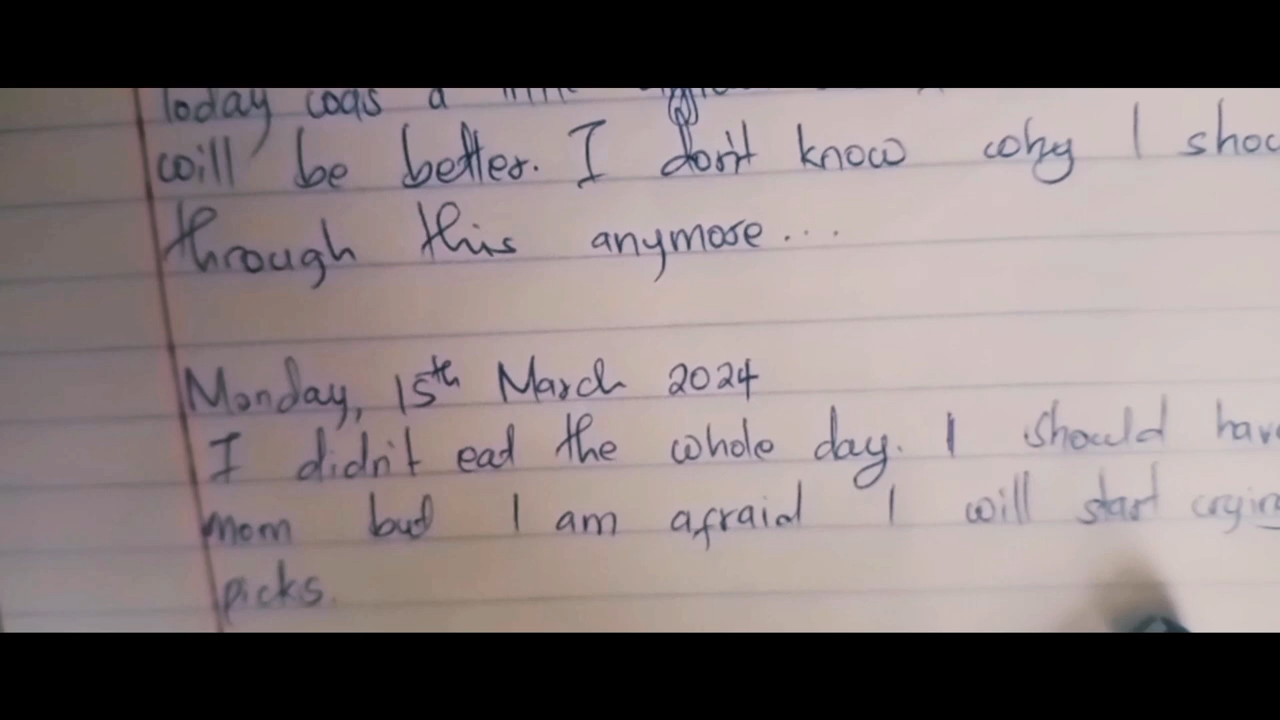 Today was a
will be better. I don't know why I
through this anymore...
Monday, 15th March 2024
I didn't eat the whole day. I should
mom but I am afraid I will start
picks.